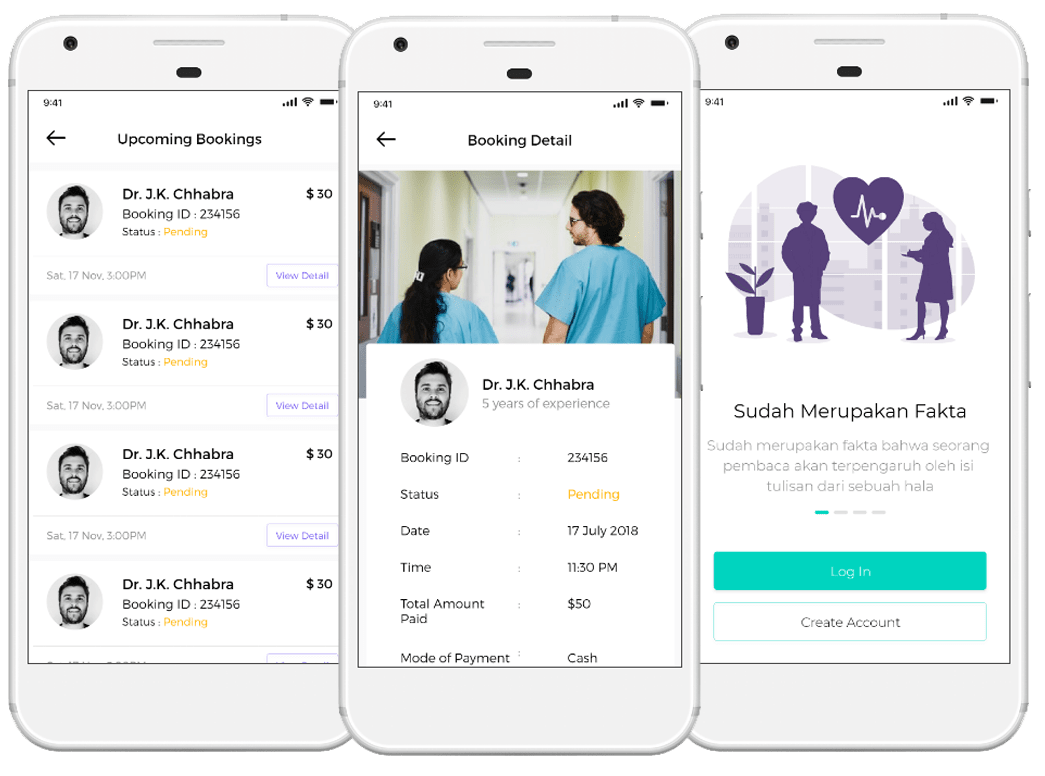 9:41
Upcoming Bookings
Dr. J.K. Chhabra
$ 30
Booking ID : 234156
Status : Pending
Sat, 17 Nov, 3:00PM
View Detail
Dr. J.K. Chhabra
$ 30
Booking ID : 234156
Status : Pending
Sat, 17 Nov, 3:00PM
View Detail
Dr. J.K. Chhabra
$ 30
Booking ID : 234156
Status : Pending
Sat, 17 Nov, 3:00PM
View Detail
Dr. J.K. Chhabra
$ 30
Booking ID : 234156
Status : Pending
9:41
Booking Detail
Dr. J.K. Chhabra
5 years of experience
Booking ID : 234156
Status : Pending
Date : 17 July 2018
Time : 11:30 PM
Total Amount : $50
Paid
Mode of Payment : Cash
9:41
Sudah Merupakan Fakta
Sudah merupakan fakta bahwa seorang
pembaca akan terpengaruh oleh isi
tulisan dari sebuah hala
Log In
Create Account